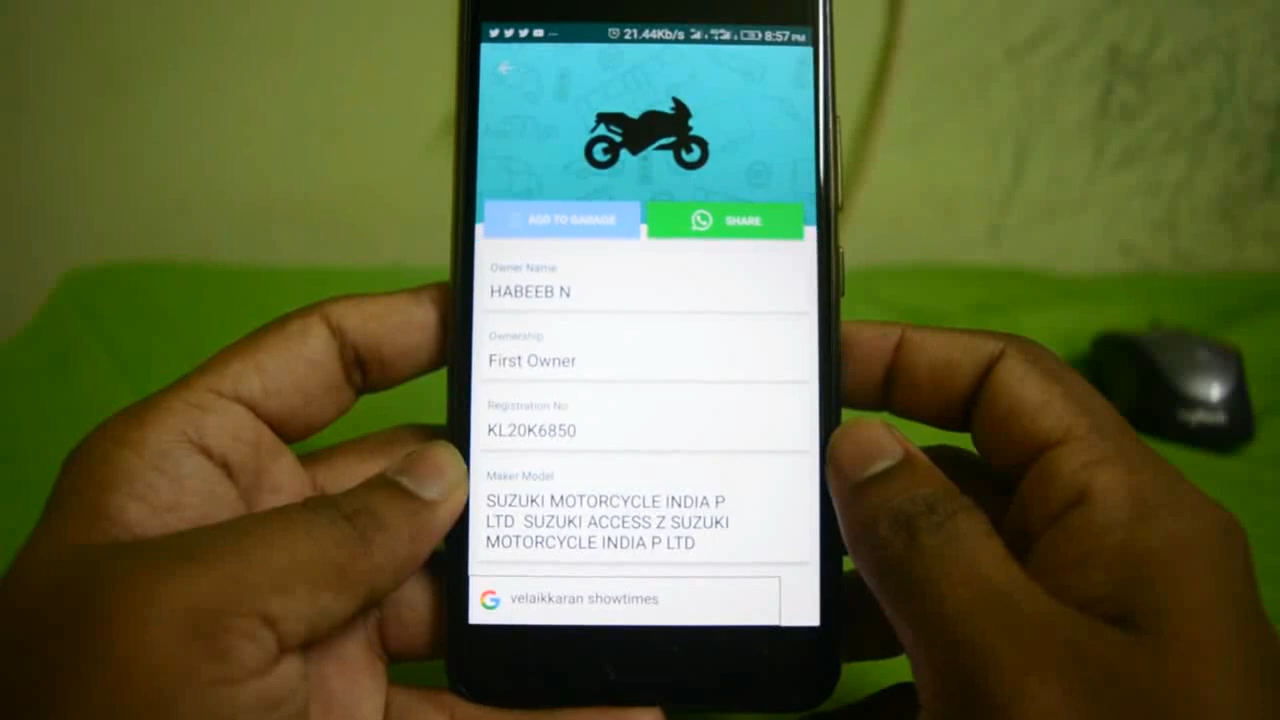 21.44Kb/s 8:57 PM
ADD TO GARAGE
SHARE
Owner Name
HABEEB N
Ownership
First Owner
Registration No
KL20K6850
Maker Model
SUZUKI MOTORCYCLE INDIA P
LTD SUZUKI ACCESS Z SUZUKI
MOTORCYCLE INDIA P LTD
velaikkaran showtimes